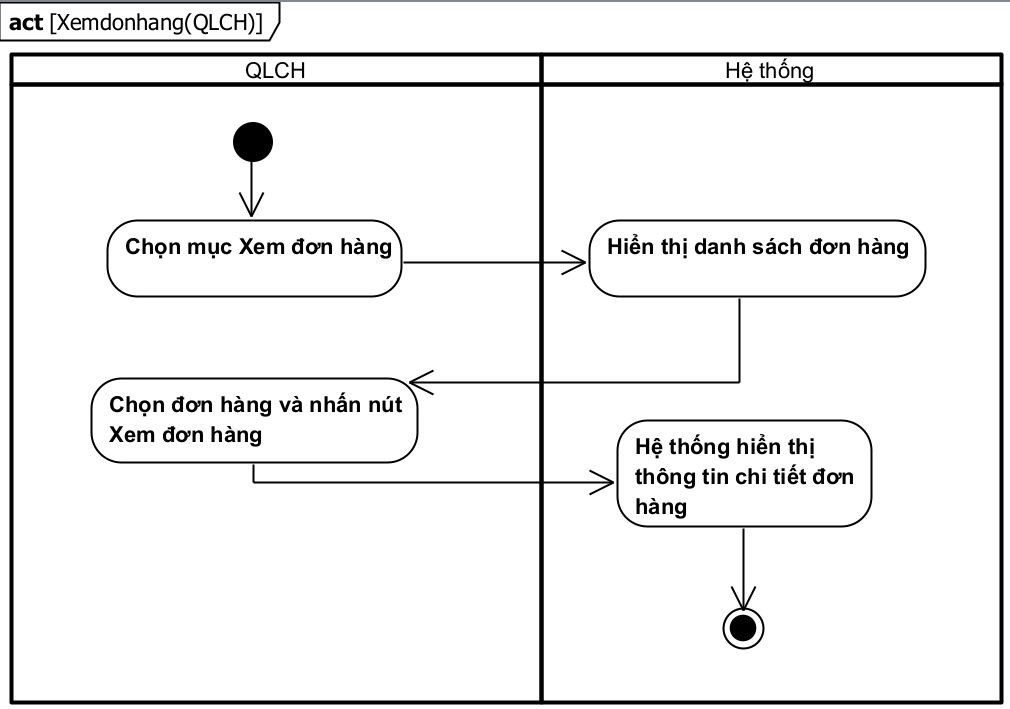 act [Xemdonhang(QLCH)]
QLCH
Hệ thống
Chọn mục Xem đơn hàng
Hiển thị danh sách đơn hàng
Chọn đơn hàng và nhấn nút
Xem đơn hàng
Hệ thống hiển thị
thông tin chi tiết đơn
hàng